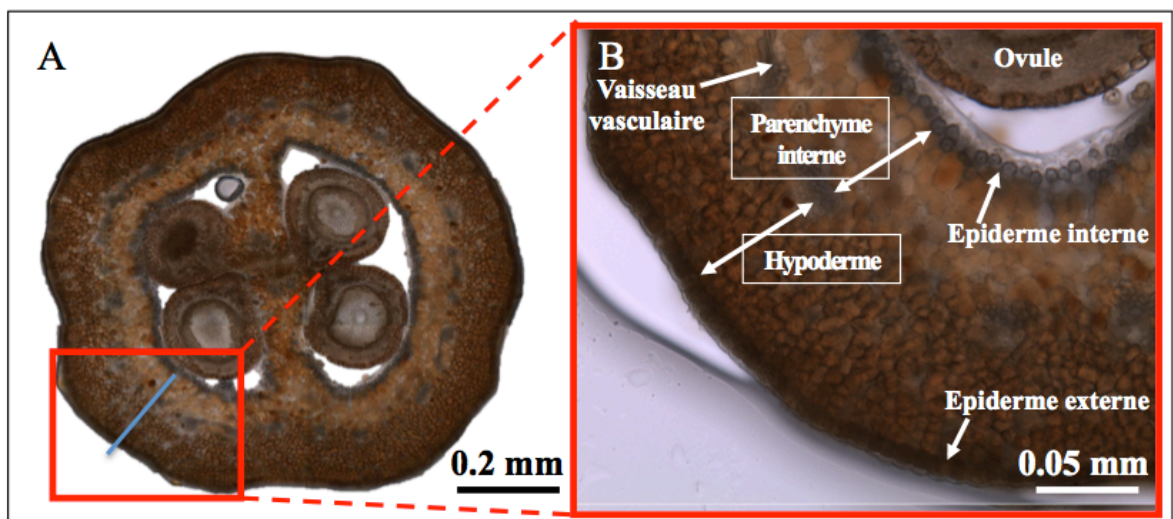 A
0.2 mm
B
Ovule
Vaisseau
vasculaire
Parenchyme
interne
Epiderme interne
Hypoderme
Epiderme externe
0.05 mm